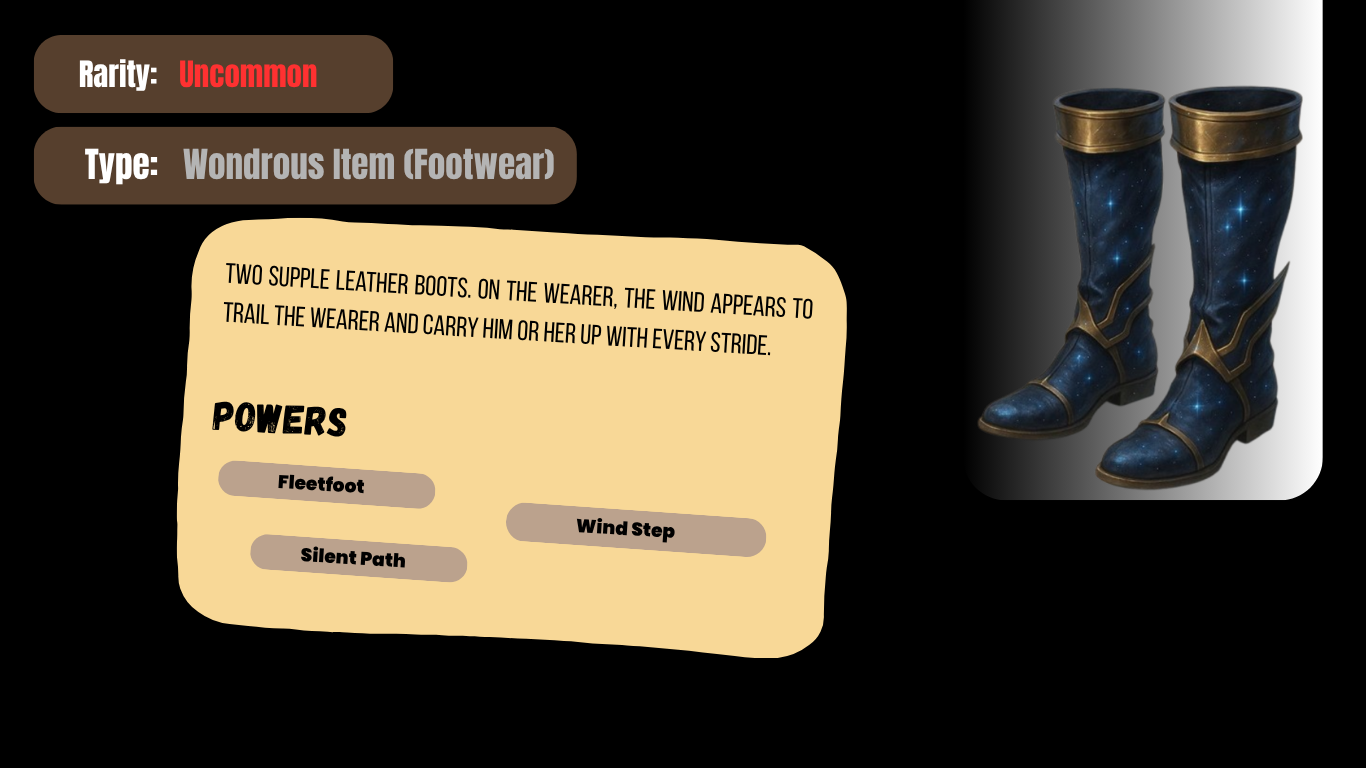 Rarity: Uncommon
Type: Wondrous Item (Footwear)
TWO SUPPLE LEATHER BOOTS. ON THE WEARER, THE WIND APPEARS TO
TRAIL THE WEARER AND CARRY HIM OR HER UP WITH EVERY STRIDE.
POWERS
Fleetfoot
Wind Step
Silent Path